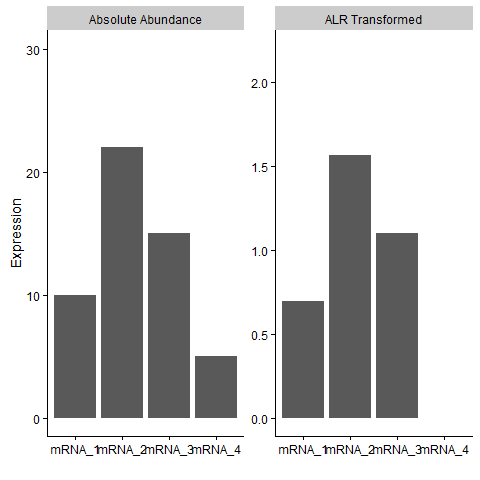 Absolute Abundance
ALR Transformed
Expression
30
20
10
0
2.0
1.5
1.0
0.5
0.0
mRNA_1 mRNA_2 mRNA_3 mRNA_4
mRNA_1 mRNA_2 mRNA_3 mRNA_4